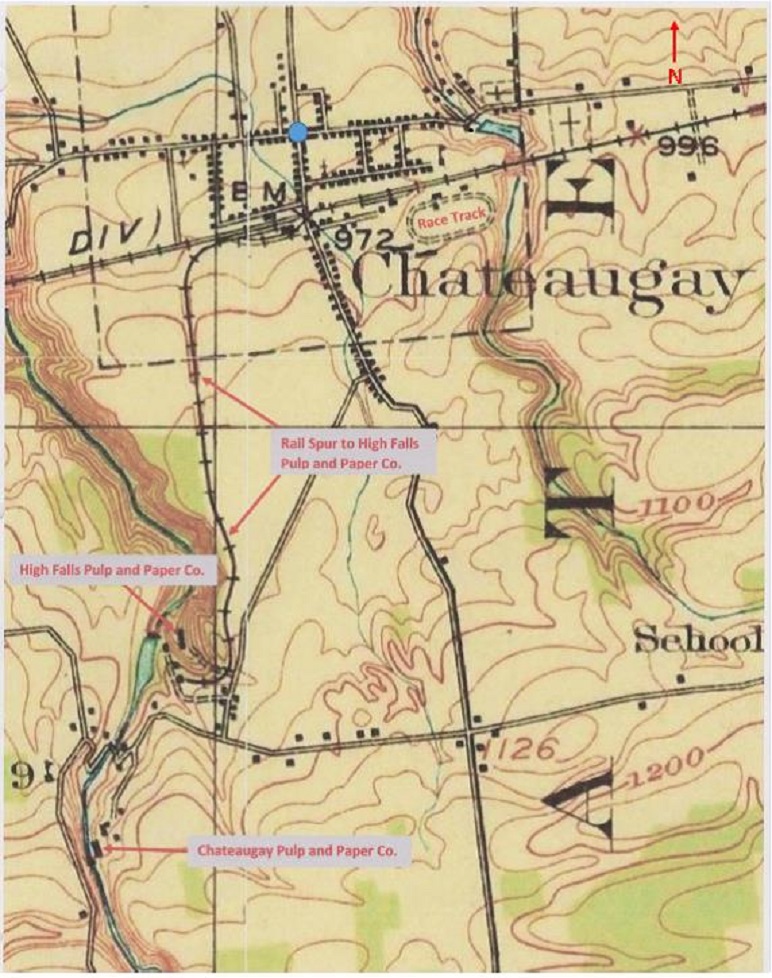 N
996
E M
E
Race Track
DIV)
972
Chateaugay
Rail Spur to High Falls
Pulp and Paper Co.
T
1100
High Falls Pulp and Paper Co.
School
1126
1200
91
A
Chateaugay Pulp and Paper Co.